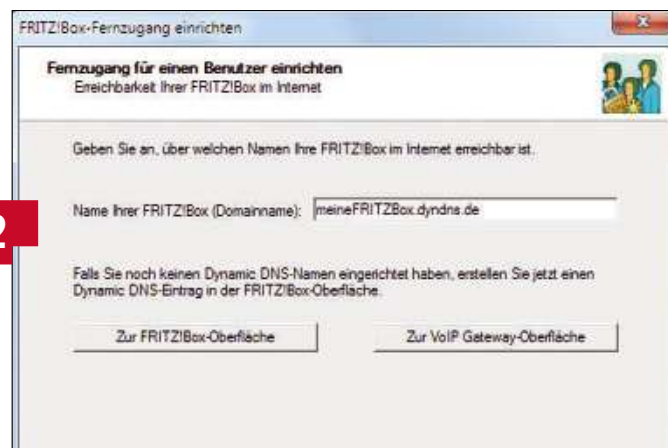 FRITZ!Box-Fernzugang einrichten
Fernzugang für einen Benutzer einrichten
Erreichbarkeit Ihrer FRITZ!Box im Internet
Geben Sie an, über welchen Namen Ihre FRITZ!Box im Internet erreichbar ist.
Name Ihrer FRITZ!Box (Domainname): meineFRITZBox.dyndns.de
2
Falls Sie noch keinen Dynamic DNS-Namen eingerichtet haben, erstellen Sie jetzt einen
Dynamic DNS-Eintrag in der FRITZ!Box-Oberfläche.
Zur FRITZ!Box-Oberfläche Zur VoIP Gateway-Oberfläche